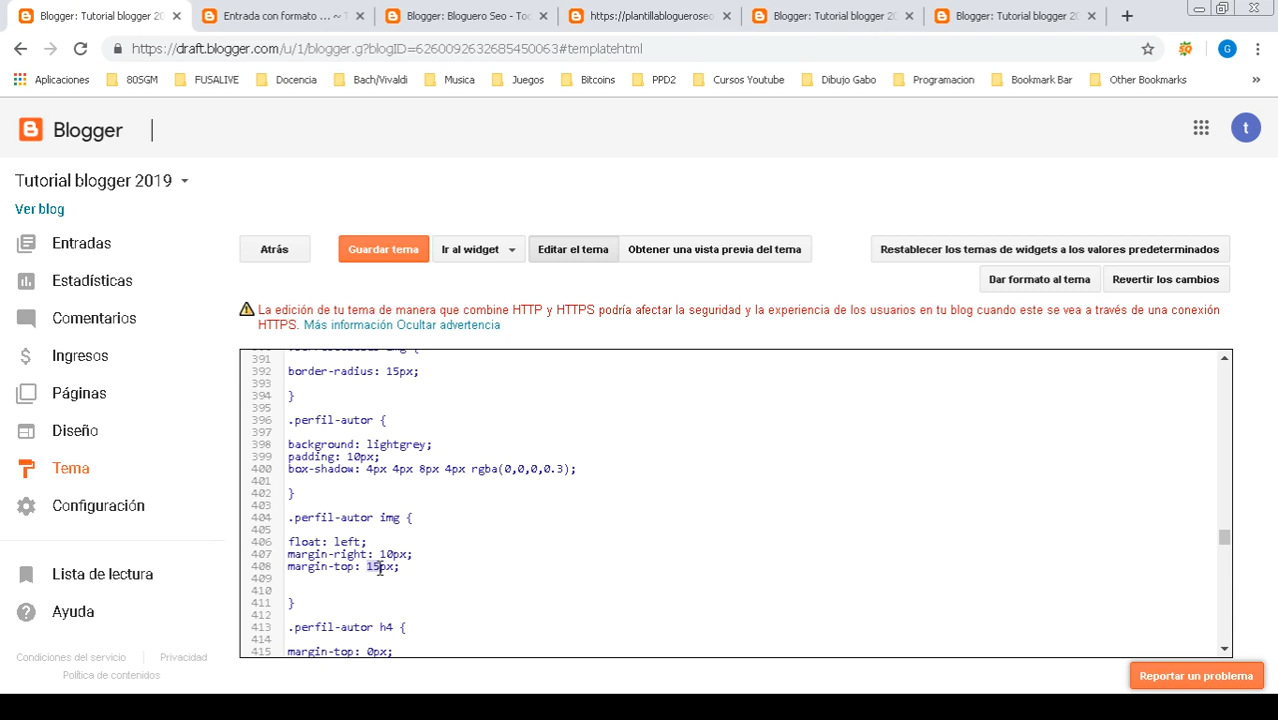 Blogger: Tutorial blogger 20
Entrada con formato ... ~ T
Blogger: Bloguero Seo - Toc
https://plantillablogueroseo
Blogger: Tutorial blogger 20
Blogger: Tutorial blogger 20
https://draft.blogger.com/u/1/blogger.g?blogID=6260092632685450063#templatehtml
G
Aplicaciones
80SGM
FUSALIVE
Docencia
Bach/Vivaldi
Musica
Juegos
Bitcoins
PPD2
Cursos Youtube
Dibujo Gabo
Programacion
Bookmark Bar
Other Bookmarks
»
Blogger
t
Tutorial blogger 2019
Ver blog
Entradas
Estadísticas
Comentarios
Ingresos
Páginas
Diseño
Tema
Configuración
Lista de lectura
Ayuda
Condiciones del servicio
Privacidad
Política de contenidos
Atrás
Guardar tema
Ir al widget
Editar el tema
Obtener una vista previa del tema
Restablecer los temas de widgets a los valores predeterminados
Dar formato al tema
Revertir los cambios
La edición de tu tema de manera que combine HTTP y HTTPS podría afectar la seguridad y la experiencia de los usuarios en tu blog cuando este se vea a través de una conexión
HTTPS. Más información Ocultar advertencia
391
392 border-radius: 15px;
393
394 }
395
396 .perfil-autor {
397
398 background: lightgrey;
399 padding: 10px;
400 box-shadow: 4px 4px 8px 4px rgba(0,0,0,0.3);
401
402 }
403
404 .perfil-autor img {
405
406 float: left;
407 margin-right: 10px;
408 margin-top: 15px;
409
410
411 }
412
413 .perfil-autor h4 {
414
415 margin-top: 0px;
Reportar un problema